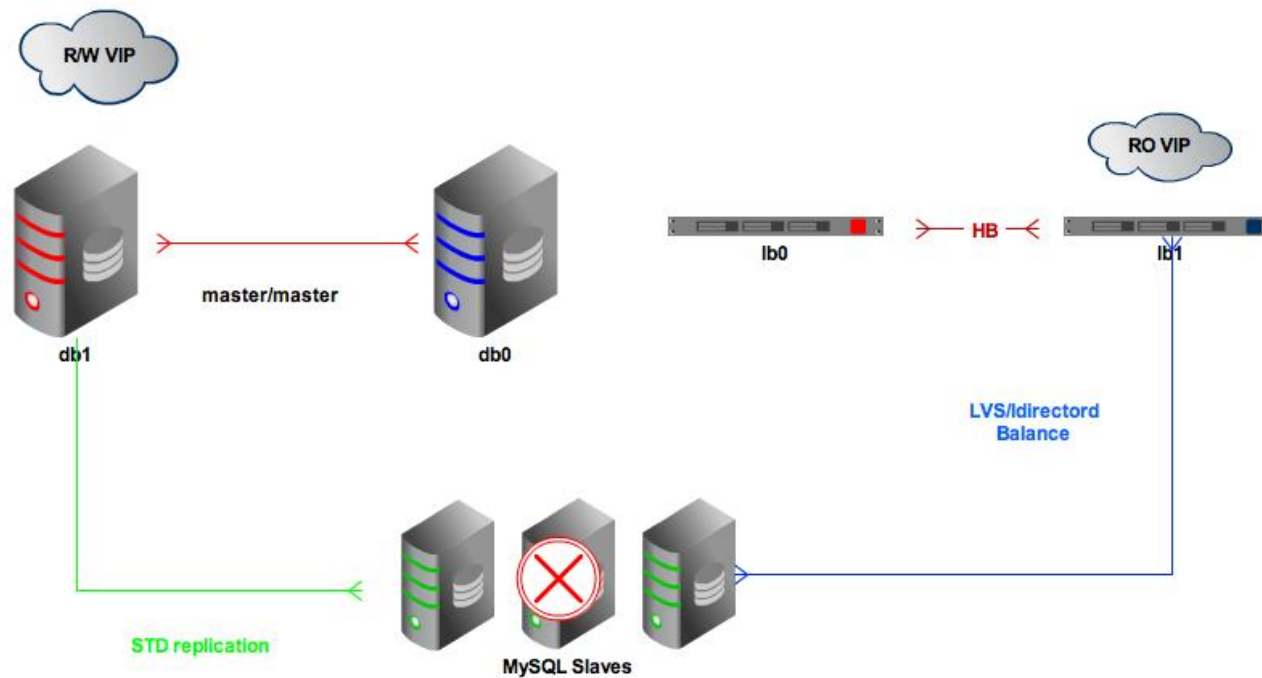 R/W VIP
RO VIP
lb0
HB
lb1
master/master
db1
db0
LVS/ldirectord
Balance
STD replication
MySQL Slaves